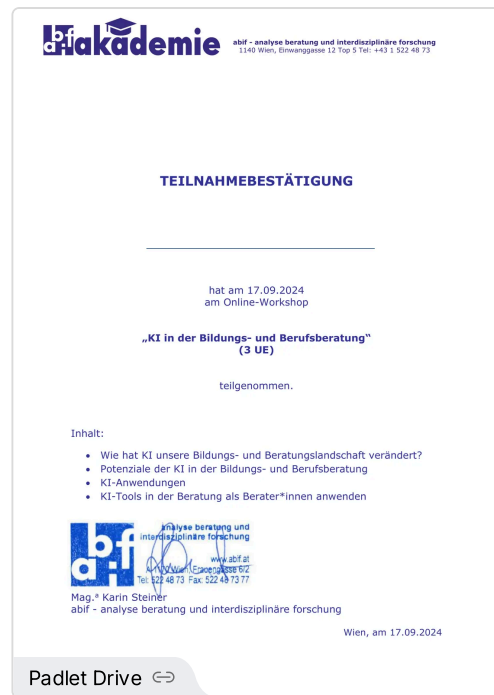 abif akademie
abif - analyse beratung und interdisziplinäre forschung
1140 Wien, Einwanggasse 12 Top 5 Tel: +43 1 522 48 73
TEILNAHMEBESTÄTIGUNG
hat am 17.09.2024
am Online-Workshop
„KI in der Bildungs- und Berufsberatung“
(3 UE)
teilgenommen.
Inhalt:
• Wie hat KI unsere Bildungs- und Beratungslandschaft verändert?
• Potenziale der KI in der Bildungs- und Berufsberatung
• KI-Anwendungen
• KI-Tools in der Beratung als Berater*innen anwenden
abif
analyse beratung und
interdisziplinäre forschung
www.abif.at
Wien, 6/2
Tel: 522 48 73 Fax: 522 48 73 77
Mag.ª Karin Steiner
abif - analyse beratung und interdisziplinäre forschung
Wien, am 17.09.2024
Padlet Drive